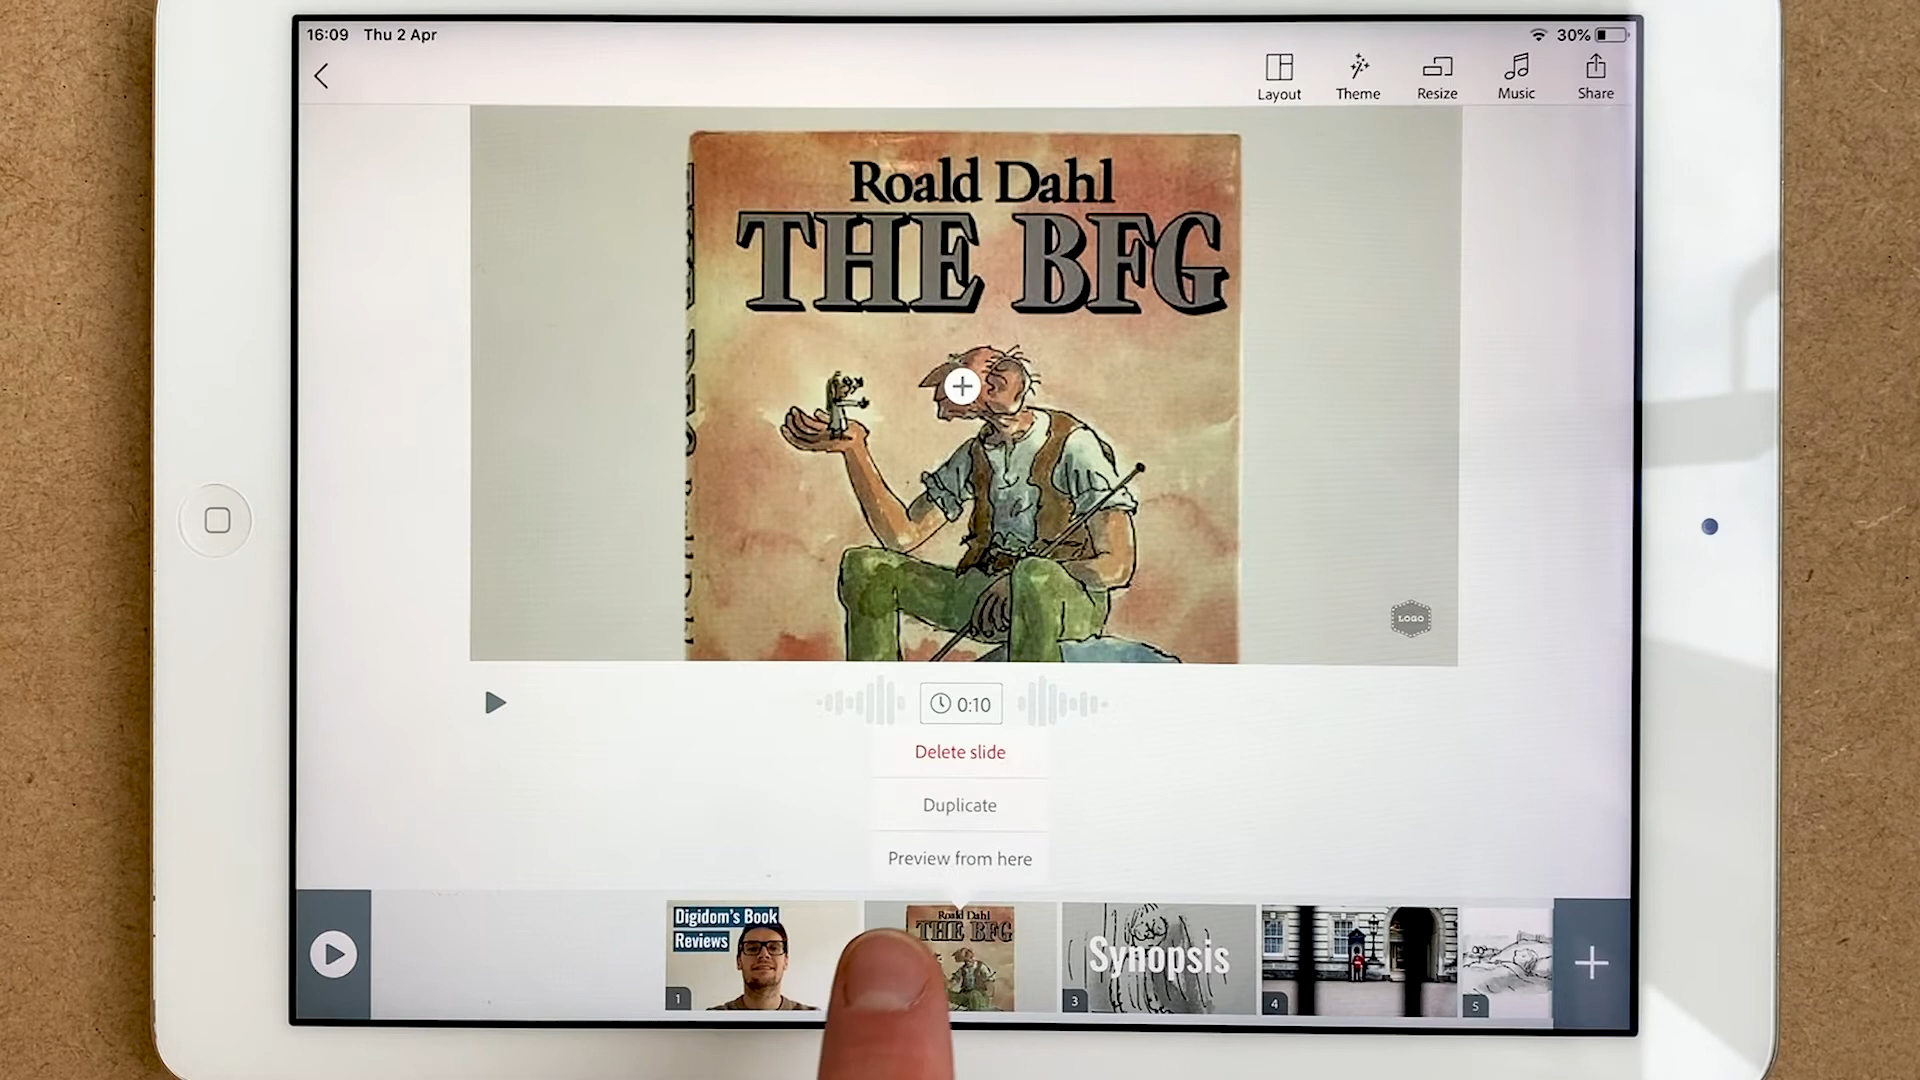 16:09 Thu 2 Apr 30%
Layout Theme Resize Music Share
Roald Dahl
THE BFG
LOGO
0:10
Delete slide
Duplicate
Preview from here
Digidom's Book
Reviews
1
Roald Dahl
THE BFG
Synopsis
3
4
5